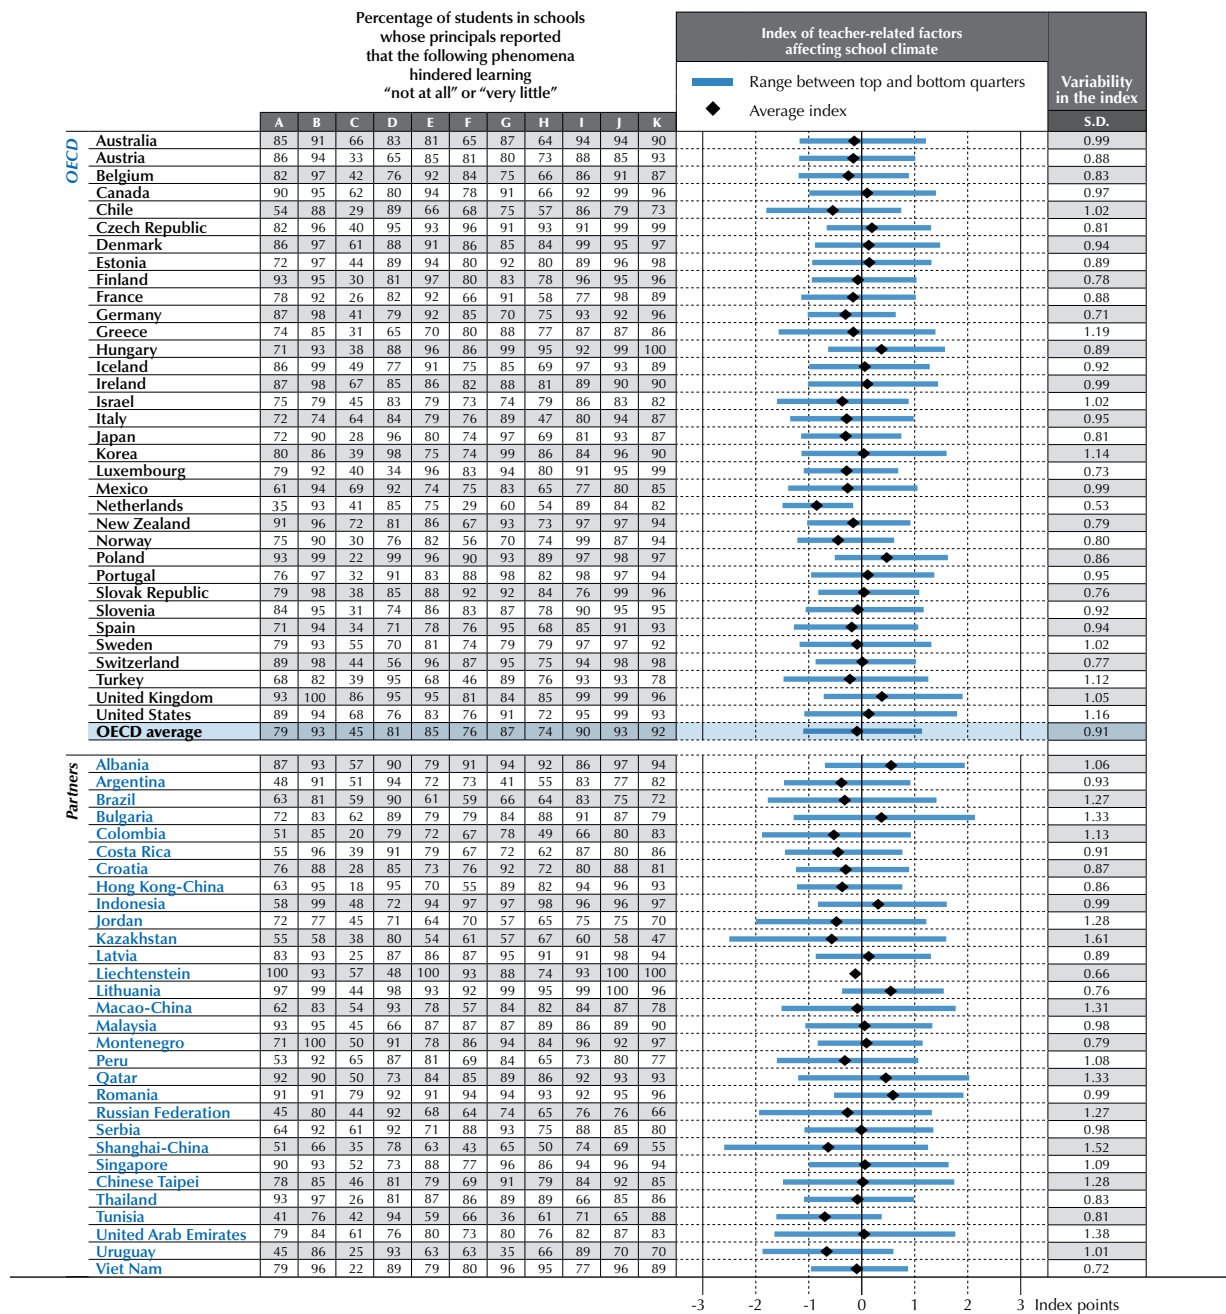 Percentage of students in schools
whose principals reported
that the following phenomena
hindered learning
“not at all” or “very little”
Index of teacher-related factors
affecting school climate
Range between top and bottom quarters
Average index
Variability
in the index
A B C D E F G H I J K S.D.
OECD
Australia 85 91 66 83 81 65 87 64 94 94 90 0.99
Austria 86 94 33 65 85 81 80 73 88 85 93 0.88
Belgium 82 97 42 76 92 84 75 66 86 91 87 0.83
Canada 90 95 62 80 94 78 91 66 92 99 96 0.97
Chile 54 88 29 89 66 68 75 57 86 79 73 1.02
Czech Republic 82 96 40 95 93 96 91 93 91 99 99 0.81
Denmark 86 97 61 88 91 86 85 84 99 95 97 0.94
Estonia 72 97 44 89 94 80 92 80 89 96 98 0.89
Finland 93 95 30 81 97 80 83 78 96 95 96 0.78
France 78 92 26 82 92 66 91 58 77 98 89 0.88
Germany 87 98 41 79 92 85 70 75 93 92 96 0.71
Greece 74 85 31 65 70 80 88 77 87 87 86 1.19
Hungary 71 93 38 88 96 86 99 95 92 99 100 0.89
Iceland 86 99 49 77 91 75 85 69 97 93 89 0.92
Ireland 87 98 67 85 86 82 88 81 89 90 90 0.99
Israel 75 79 45 83 79 73 74 79 86 83 82 1.02
Italy 72 74 64 84 79 76 89 47 80 94 87 0.95
Japan 72 90 28 96 80 74 97 69 81 93 87 0.81
Korea 80 86 39 98 75 74 99 86 84 96 90 1.14
Luxembourg 79 92 40 34 96 83 94 80 91 95 99 0.73
Mexico 61 94 69 92 74 75 83 65 77 80 85 0.99
Netherlands 35 93 41 85 75 29 60 54 89 84 82 0.53
New Zealand 91 96 72 81 86 67 93 73 97 97 94 0.79
Norway 75 90 30 76 82 56 70 74 99 87 94 0.80
Poland 93 99 22 99 96 90 93 89 97 98 97 0.86
Portugal 76 97 32 91 83 88 98 82 98 97 94 0.95
Slovak Republic 79 98 38 85 88 92 92 84 76 99 96 0.76
Slovenia 84 95 31 74 86 83 87 78 90 95 95 0.92
Spain 71 94 34 71 78 76 95 68 85 91 93 0.94
Sweden 79 93 55 70 81 74 79 79 97 97 92 1.02
Switzerland 89 98 44 56 96 87 95 75 94 98 98 0.77
Turkey 68 82 39 95 68 46 89 76 93 93 78 1.12
United Kingdom 93 100 86 95 95 81 84 85 99 99 96 1.05
United States 89 94 68 76 83 76 91 72 95 99 93 1.16
OECD average 79 93 45 81 85 76 87 74 90 93 92 0.91
Partners
Albania 87 93 57 90 79 91 94 92 86 97 94 1.06
Argentina 48 91 51 94 72 73 41 55 83 77 82 0.93
Brazil 63 81 59 90 61 59 66 64 83 75 72 1.27
Bulgaria 72 83 62 89 79 79 84 88 91 87 79 1.33
Colombia 51 85 20 79 72 67 78 49 66 80 83 1.13
Costa Rica 55 96 39 91 79 67 72 62 87 80 86 0.91
Croatia 76 88 28 85 73 76 92 72 80 88 81 0.87
Hong Kong-China 63 95 18 95 70 55 89 82 94 96 93 0.86
Indonesia 58 99 48 72 94 97 97 98 96 96 97 0.99
Jordan 72 77 45 71 64 70 57 65 75 75 70 1.28
Kazakhstan 55 58 38 80 54 61 57 67 60 58 47 1.61
Latvia 83 93 25 87 86 87 95 91 91 98 94 0.89
Liechtenstein 100 93 57 48 100 93 88 74 93 100 100 0.66
Lithuania 97 99 44 98 93 92 99 95 99 100 96 0.76
Macao-China 62 83 54 93 78 57 84 82 84 87 78 1.31
Malaysia 93 95 45 66 87 87 87 89 86 89 90 0.98
Montenegro 71 100 50 91 78 86 94 84 96 92 97 0.79
Peru 53 92 65 87 81 69 84 65 73 80 77 1.08
Qatar 92 90 50 73 84 85 89 86 92 93 93 1.33
Romania 91 91 79 92 91 94 94 93 92 95 96 0.99
Russian Federation 45 80 44 92 68 64 74 65 76 76 66 1.27
Serbia 64 92 61 92 71 88 93 75 88 85 80 0.98
Shanghai-China 51 66 35 78 63 43 65 50 74 69 55 1.52
Singapore 90 93 52 73 88 77 96 86 94 96 94 1.09
Chinese Taipei 78 85 46 81 79 69 91 79 84 92 85 1.28
Thailand 93 97 26 81 87 86 89 89 66 85 86 0.83
Tunisia 41 76 42 94 59 66 36 61 71 65 88 0.81
United Arab Emirates 79 84 61 76 80 73 80 76 82 87 83 1.38
Uruguay 45 86 25 93 63 63 35 66 89 70 70 1.01
Viet Nam 79 96 22 89 79 80 96 95 77 96 89 0.72
-3 -2 -1 0 1 2 3 Index points